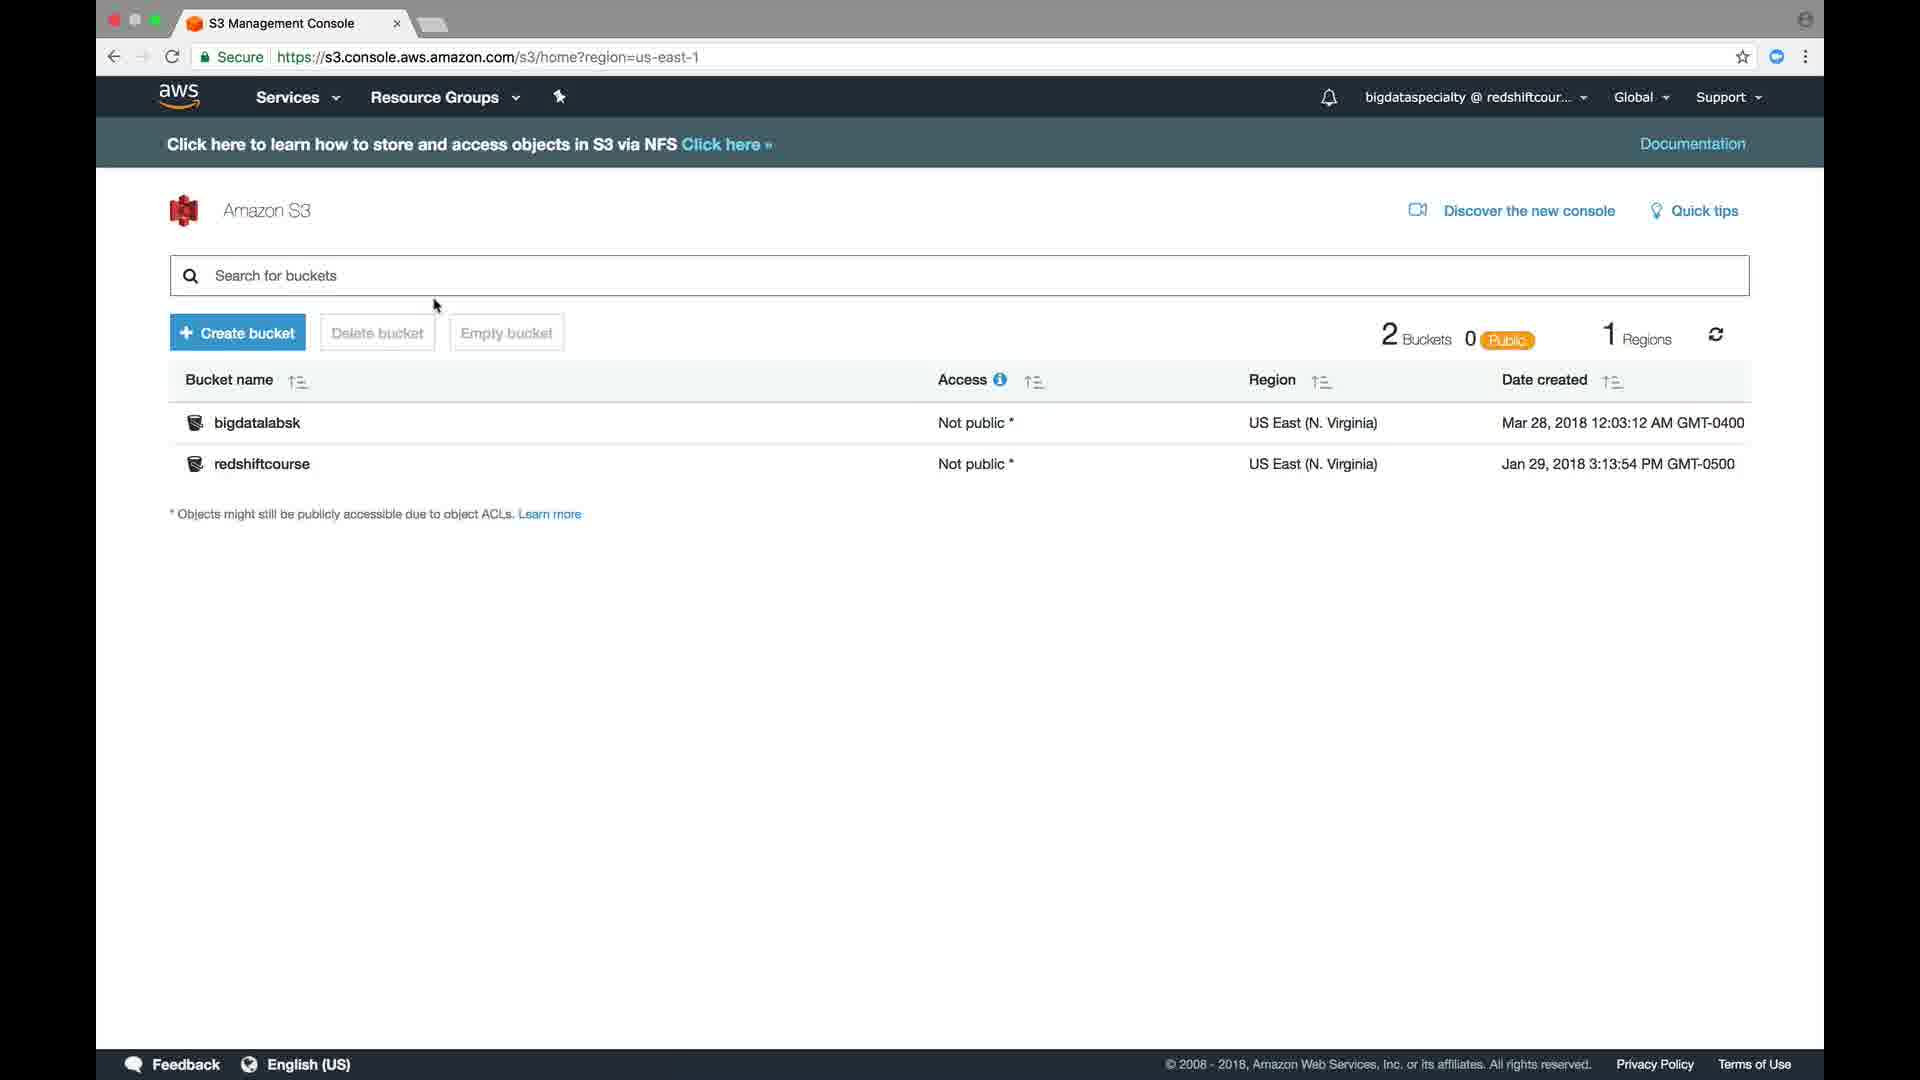 S3 Management Console
Secure https://s3.console.aws.amazon.com/s3/home?region=us-east-1
aws Services Resource Groups bigdataspecialty @ redshiftcour... Global Support
Click here to learn how to store and access objects in S3 via NFS Click here » Documentation
Amazon S3 Discover the new console Quick tips
Search for buckets
+ Create bucket Delete bucket Empty bucket 2 Buckets 0 Public 1 Regions
Bucket name Access Region Date created
bigdatalabsk Not public * US East (N. Virginia) Mar 28, 2018 12:03:12 AM GMT-0400
redshiftcourse Not public * US East (N. Virginia) Jan 29, 2018 3:13:54 PM GMT-0500
* Objects might still be publicly accessible due to object ACLs. Learn more
Feedback English (US) © 2008 - 2018, Amazon Web Services, Inc. or its affiliates. All rights reserved. Privacy Policy Terms of Use